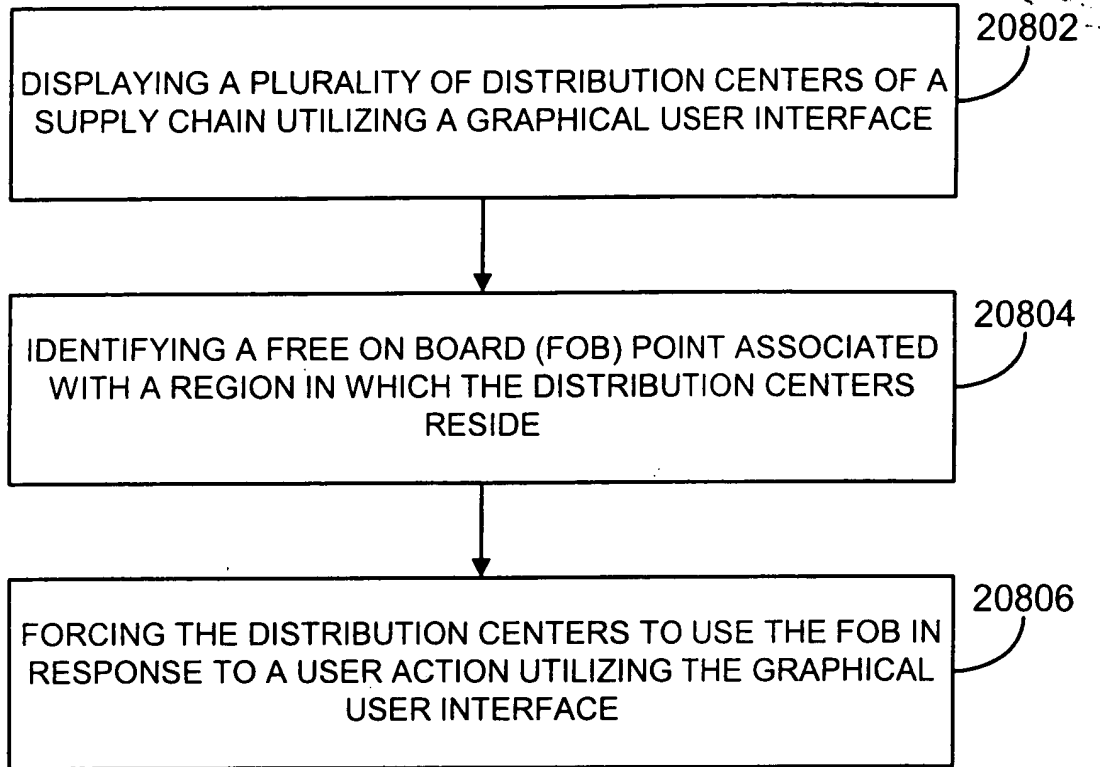 20802
DISPLAYING A PLURALITY OF DISTRIBUTION CENTERS OF A
SUPPLY CHAIN UTILIZING A GRAPHICAL USER INTERFACE
20804
IDENTIFYING A FREE ON BOARD (FOB) POINT ASSOCIATED
WITH A REGION IN WHICH THE DISTRIBUTION CENTERS
RESIDE
20806
FORCING THE DISTRIBUTION CENTERS TO USE THE FOB IN
RESPONSE TO A USER ACTION UTILIZING THE GRAPHICAL
USER INTERFACE